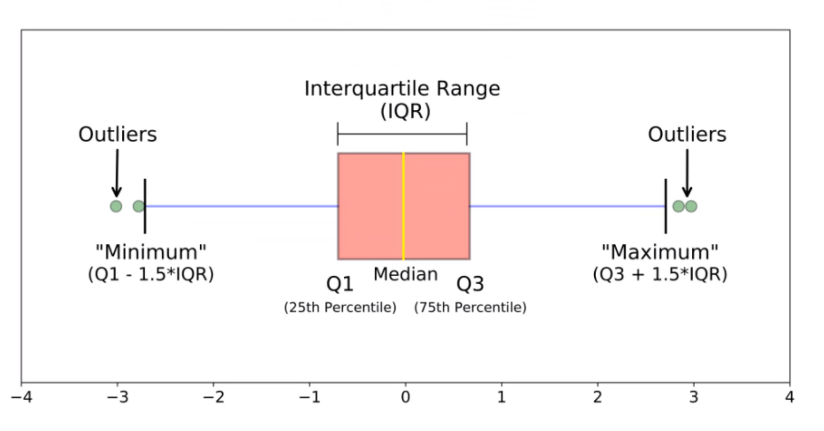 Interquartile Range
(IQR)
Outliers
Outliers
"Minimum"
(Q1 - 1.5*IQR)
"Maximum"
(Q3 + 1.5*IQR)
Q1
Median
Q3
(25th Percentile)
(75th Percentile)
−4
−3
−2
−1
0
1
2
3
4